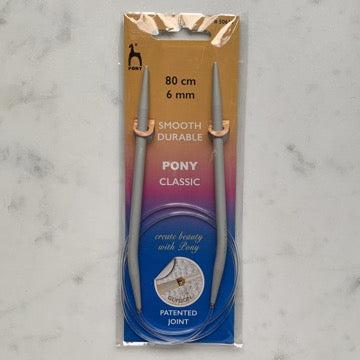 PONY
80 cm
6 mm
SMOOTH
DURABLE
PONY
CLASSIC
create beauty
with Pony
PATENTED
JOINT